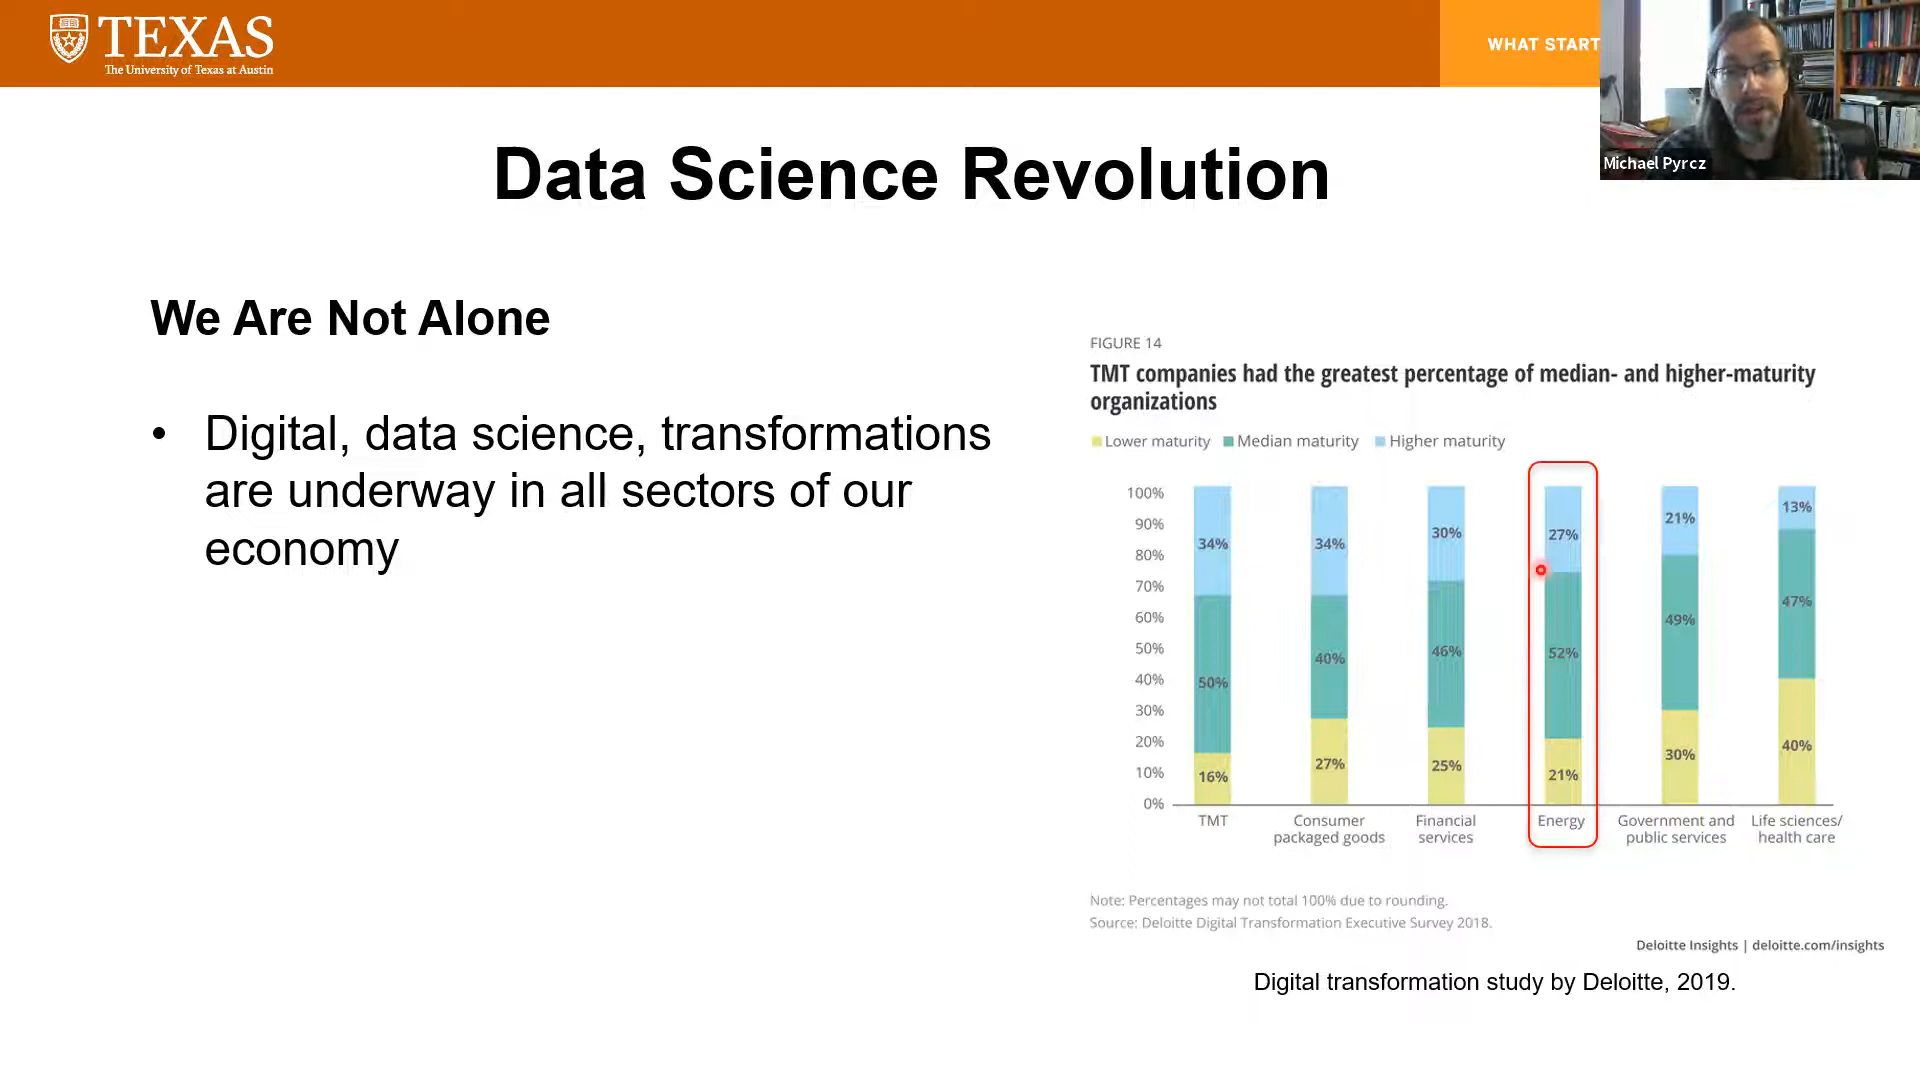 TEXAS
The University of Texas at Austin
WHAT START
Michael Pyrcz
Data Science Revolution
We Are Not Alone
• Digital, data science, transformations
are underway in all sectors of our
economy
FIGURE 14
TMT companies had the greatest percentage of median- and higher-maturity
organizations
Lower maturity Median maturity Higher maturity
100%
90%
80%
70%
60%
50%
40%
30%
20%
10%
0%
34% 50% 16%
34% 40% 27%
30% 46% 25%
27% 52% 21%
21% 49% 30%
13% 47% 40%
TMT
Consumer
packaged goods
Financial
services
Energy
Government and
public services
Life sciences/
health care
Note: Percentages may not total 100% due to rounding.
Source: Deloitte Digital Transformation Executive Survey 2018.
Deloitte Insights | deloitte.com/insights
Digital transformation study by Deloitte, 2019.